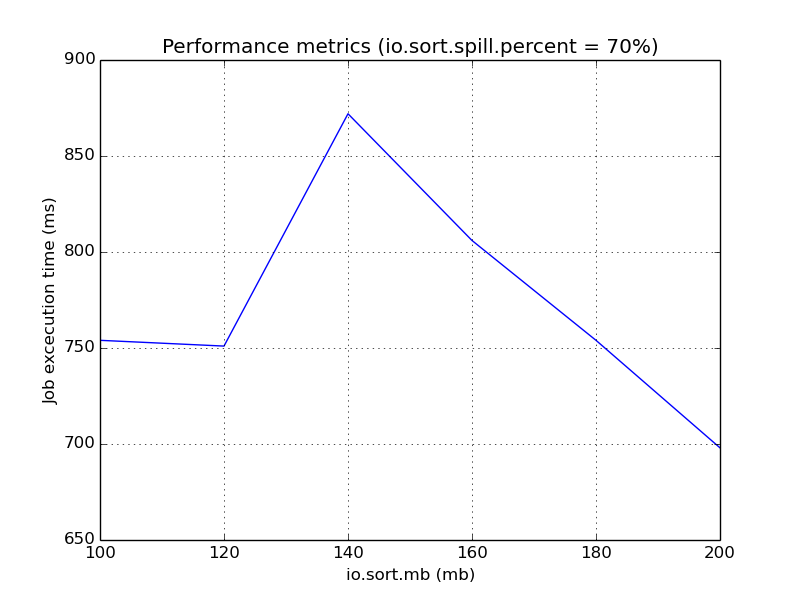 Performance metrics (io.sort.spill.percent = 70%)
900
850
800
750
700
650
Job excecution time (ms)
100 120 140 160 180 200
io.sort.mb (mb)